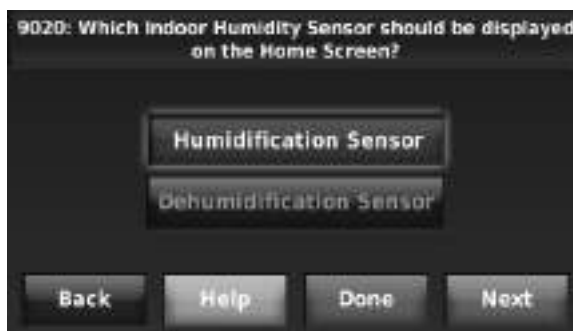 9020: Which Indoor Humidity Sensor should be displayed
on the Home Screen?
Humidification Sensor
Dehumidification Sensor
Back
Help
Done
Next